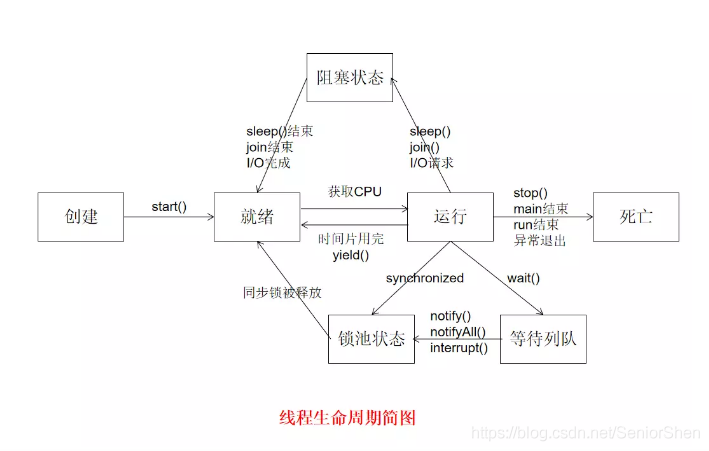 阻塞状态
sleep()结束
join结束
I/O完成
sleep()
join()
I/O请求
创建
start()
就绪
获取CPU
时间片用完
yield()
运行
stop()
main结束
run结束
异常退出
死亡
同步锁被释放
synchronized
wait()
锁池状态
notify()
notifyAll()
interrupt()
等待列队
线程生命周期简图
https://blog.csdn.net/SeniorShen